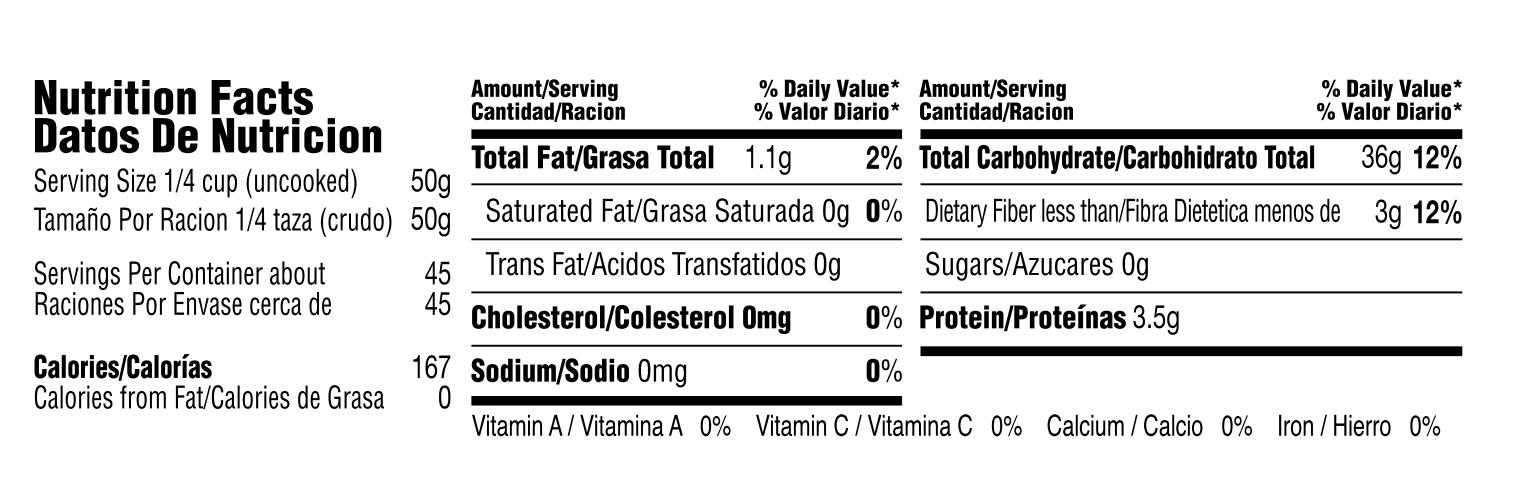 Nutrition Facts
Datos De Nutricion
Serving Size 1/4 cup (uncooked) 50g
Tamaño Por Racion 1/4 taza (crudo) 50g
Servings Per Container about 45
Raciones Por Envase cerca de 45
Calories/Calorías 167
Calories from Fat/Calories de Grasa 0
Amount/Serving % Daily Value*
Cantidad/Racion % Valor Diario*
Total Fat/Grasa Total 1.1g 2%
Saturated Fat/Grasa Saturada 0g 0%
Trans Fat/Acidos Transfatidos 0g
Cholesterol/Colesterol 0mg 0%
Sodium/Sodio 0mg 0%
Amount/Serving % Daily Value*
Cantidad/Racion % Valor Diario*
Total Carbohydrate/Carbohidrato Total 36g 12%
Dietary Fiber less than/Fibra Dietetica menos de 3g 12%
Sugars/Azucares 0g
Protein/Proteínas 3.5g
Vitamin A / Vitamina A 0% Vitamin C / Vitamina C 0% Calcium / Calcio 0% Iron / Hierro 0%